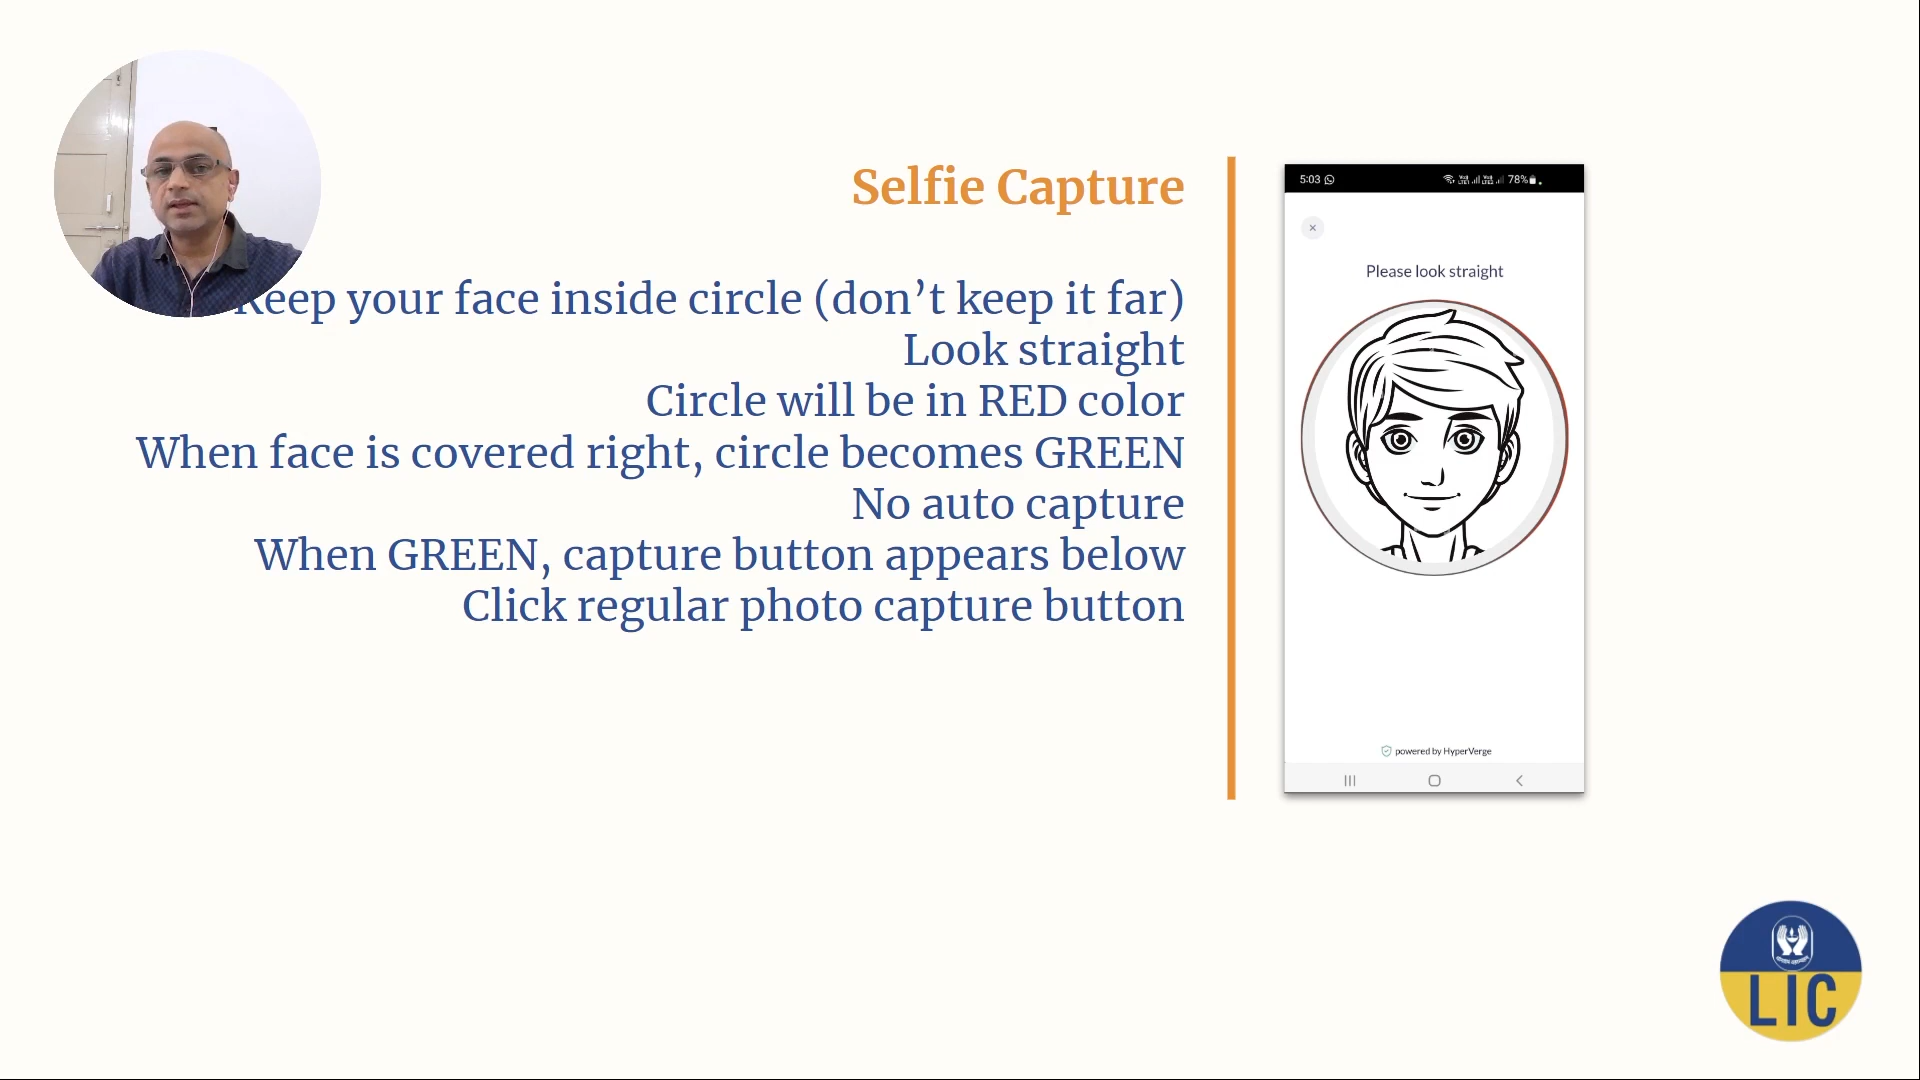 Selfie Capture
Keep your face inside circle (don’t keep it far)
Look straight
Circle will be in RED color
When face is covered right, circle becomes GREEN
No auto capture
When GREEN, capture button appears below
Click regular photo capture button
5:03
78%
Please look straight
powered by HyperVerge
LIC